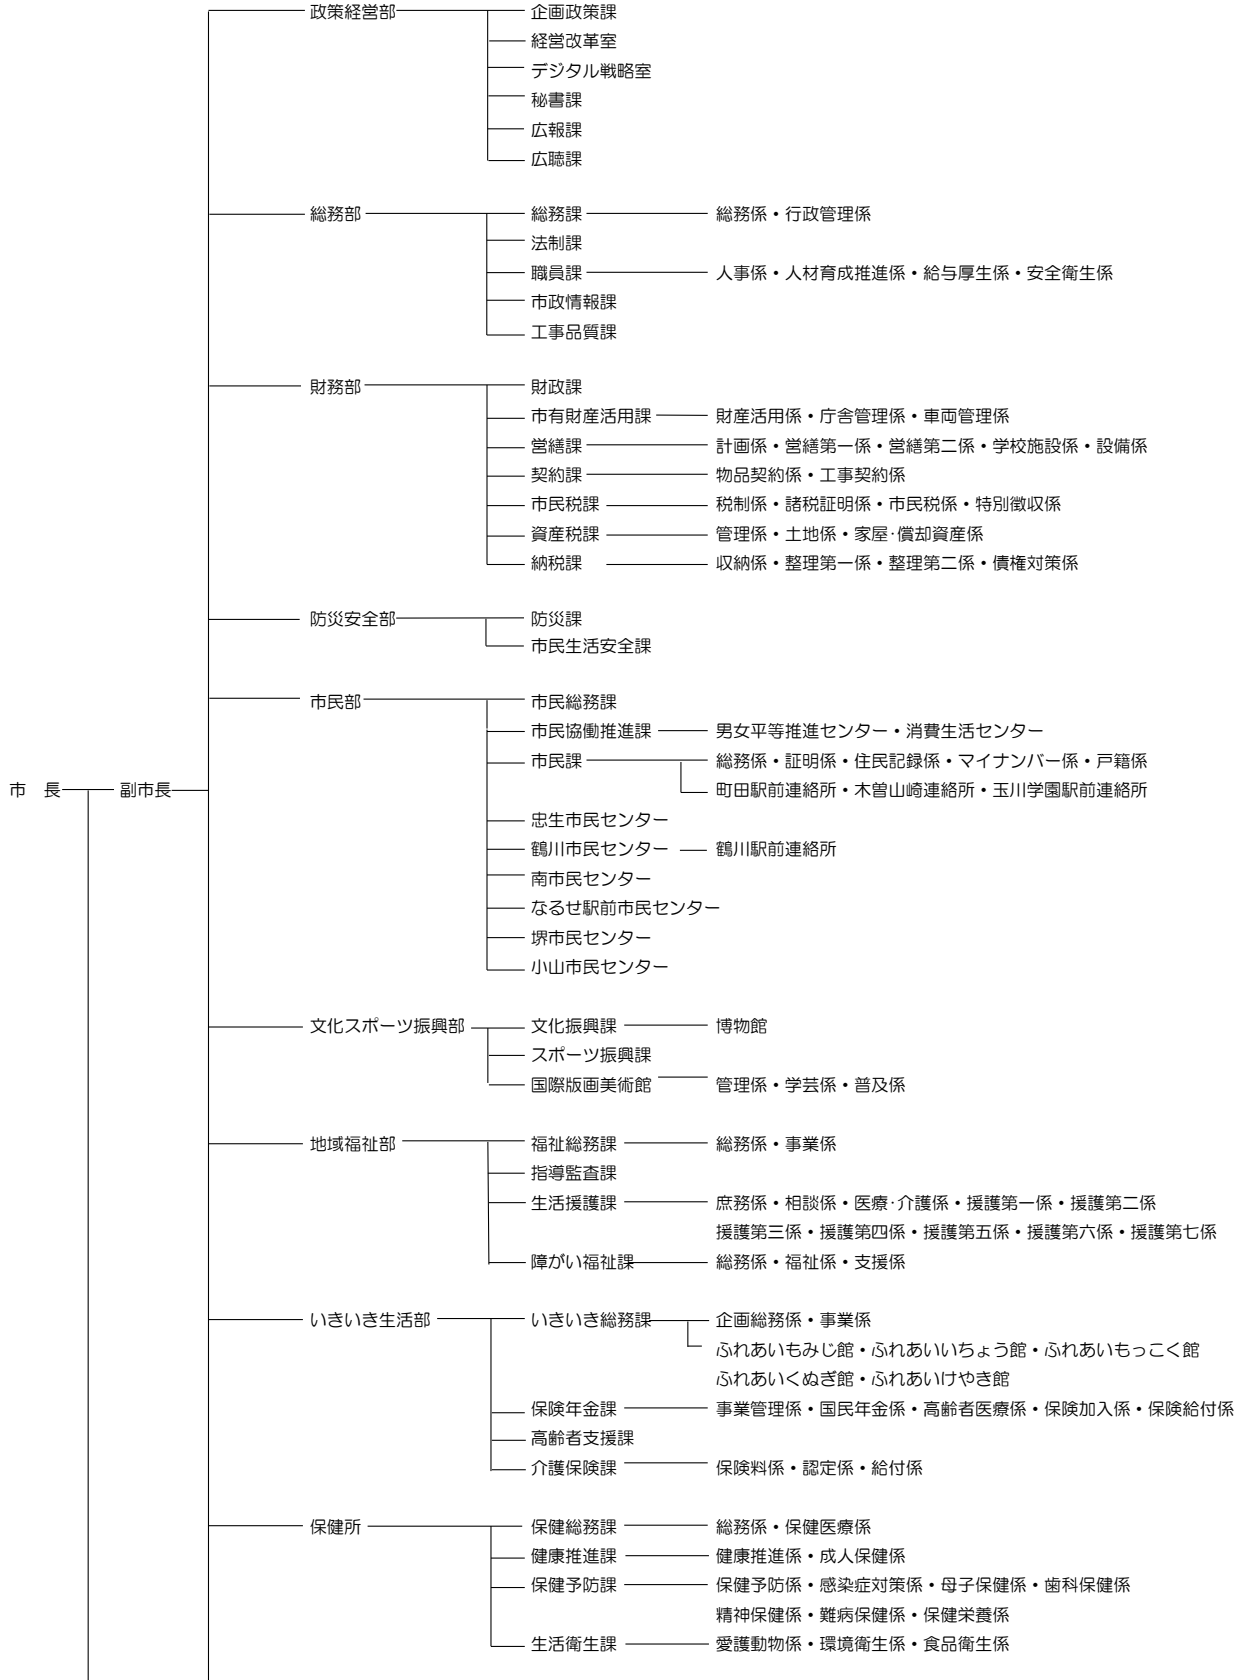 政策経営部 企画政策課
経営改革室
デジタル戦略室
秘書課
広報課
広聴課
総務部 総務課 総務係・行政管理係
法制課
職員課 人事係・人材育成推進係・給与厚生係・安全衛生係
市政情報課
工事品質課
財務部 財政課
市有財産活用課 財産活用係・庁舎管理係・車両管理係
営繕課 計画係・営繕第一係・営繕第二係・学校施設係・設備係
契約課 物品契約係・工事契約係
市民税課 税制係・諸税証明係・市民税係・特別徴収係
資産税課 管理係・土地係・家屋･償却資産係
納税課 収納係・整理第一係・整理第二係・債権対策係
防災安全部 防災課
市民生活安全課
市民部 市民総務課
市民協働推進課 男女平等推進センター・消費生活センター
市民課 総務係・証明係・住民記録係・マイナンバー係・戸籍係
市　長 副市長 町田駅前連絡所・木曽山崎連絡所・玉川学園駅前連絡所
忠生市民センター
鶴川市民センター 鶴川駅前連絡所
南市民センター
なるせ駅前市民センター
堺市民センター
小山市民センター
文化スポーツ振興部 文化振興課 博物館
スポーツ振興課
国際版画美術館 管理係・学芸係・普及係
地域福祉部 福祉総務課 総務係・事業係
指導監査課
生活援護課 庶務係・相談係・医療･介護係・援護第一係・援護第二係
援護第三係・援護第四係・援護第五係・援護第六係・援護第七係
障がい福祉課 総務係・福祉係・支援係
いきいき生活部 いきいき総務課 企画総務係・事業係
ふれあいもみじ館・ふれあいいちょう館・ふれあいもっこく館
ふれあいくぬぎ館・ふれあいけやき館
保険年金課 事業管理係・国民年金係・高齢者医療係・保険加入係・保険給付係
高齢者支援課
介護保険課 保険料係・認定係・給付係
保健所 保健総務課 総務係・保健医療係
健康推進課 健康推進係・成人保健係
保健予防課 保健予防係・感染症対策係・母子保健係・歯科保健係
精神保健係・難病保健係・保健栄養係
生活衛生課 愛護動物係・環境衛生係・食品衛生係